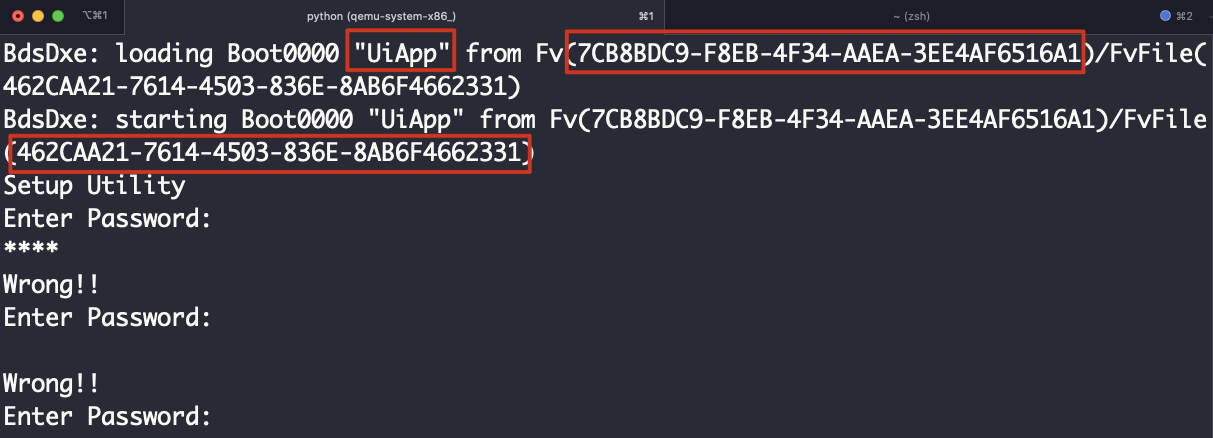 ⌥⌘1 python (qemu-system-x86_) ⌘1 ~ (zsh) ⌘2
BdsDxe: loading Boot0000 "UiApp" from Fv(7CB8BDC9-F8EB-4F34-AAEA-3EE4AF6516A1)/FvFile(
462CAA21-7614-4503-836E-8AB6F4662331)
BdsDxe: starting Boot0000 "UiApp" from Fv(7CB8BDC9-F8EB-4F34-AAEA-3EE4AF6516A1)/FvFile
(462CAA21-7614-4503-836E-8AB6F4662331)
Setup Utility
Enter Password:
****
Wrong!!
Enter Password:
Wrong!!
Enter Password: